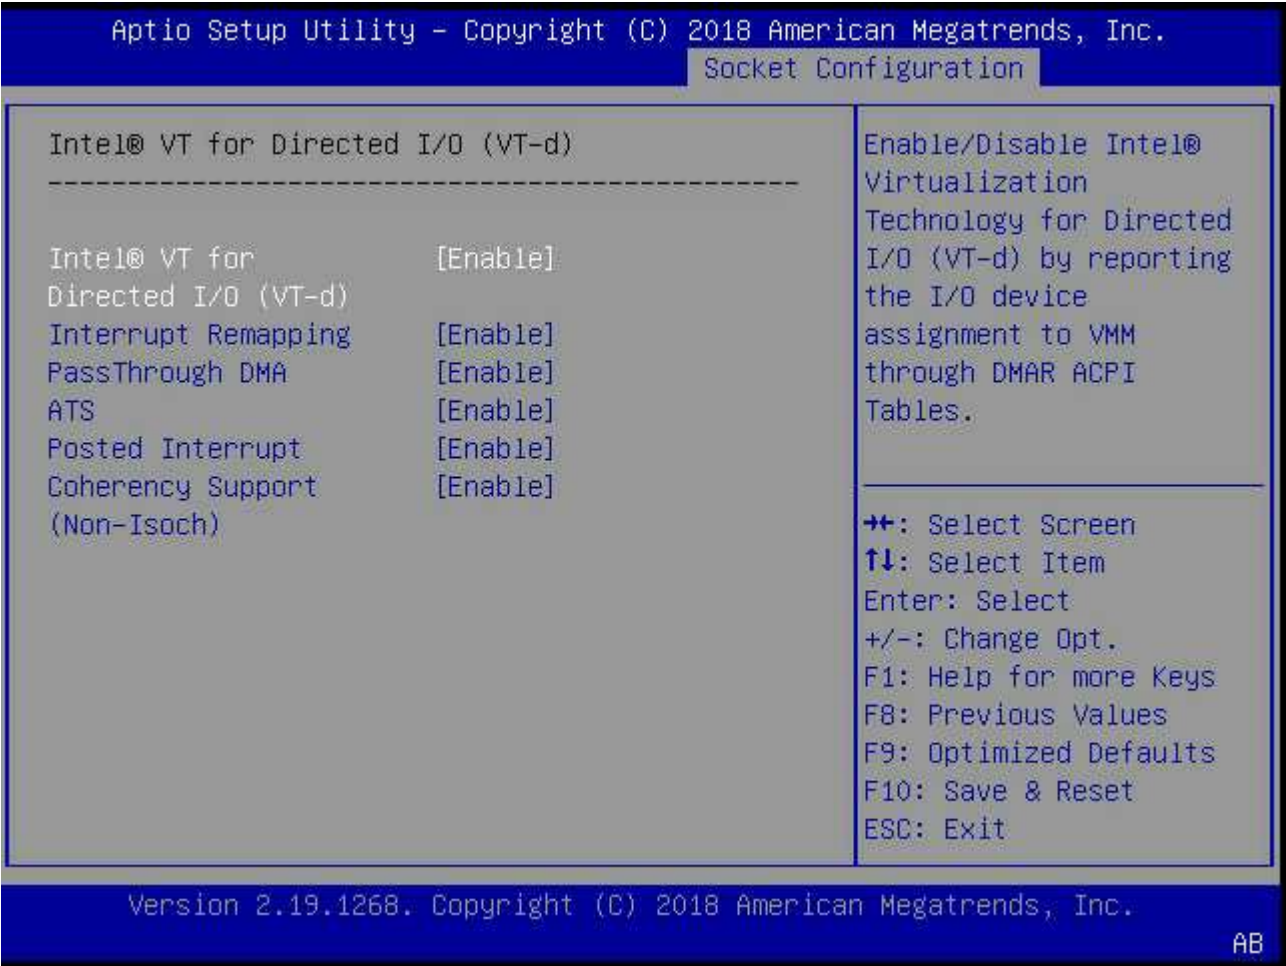 Aptio Setup Utility – Copyright (C) 2018 American Megatrends, Inc.
Socket Configuration
Intel® VT for Directed I/O (VT-d)
------------------------------------------------
Intel® VT for [Enable]
Directed I/O (VT-d)
Interrupt Remapping [Enable]
PassThrough DMA [Enable]
ATS [Enable]
Posted Interrupt [Enable]
Coherency Support [Enable]
(Non-Isoch)
Enable/Disable Intel®
Virtualization
Technology for Directed
I/O (VT-d) by reporting
the I/O device
assignment to VMM
through DMAR ACPI
Tables.
→←: Select Screen
↑↓: Select Item
Enter: Select
+/-: Change Opt.
F1: Help for more Keys
F8: Previous Values
F9: Optimized Defaults
F10: Save & Reset
ESC: Exit
Version 2.19.1268. Copyright (C) 2018 American Megatrends, Inc.
AB